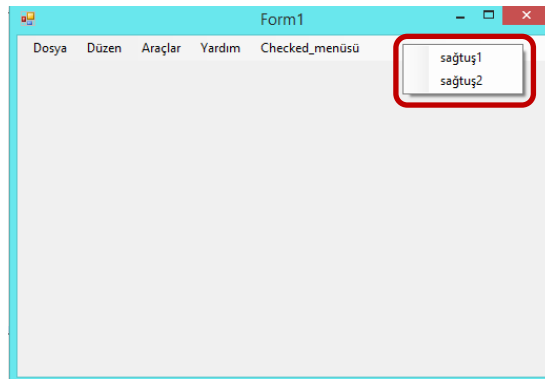 Form1
Dosya Düzen Araçlar Yardım Checked_menüsü
sağtuş1
sağtuş2